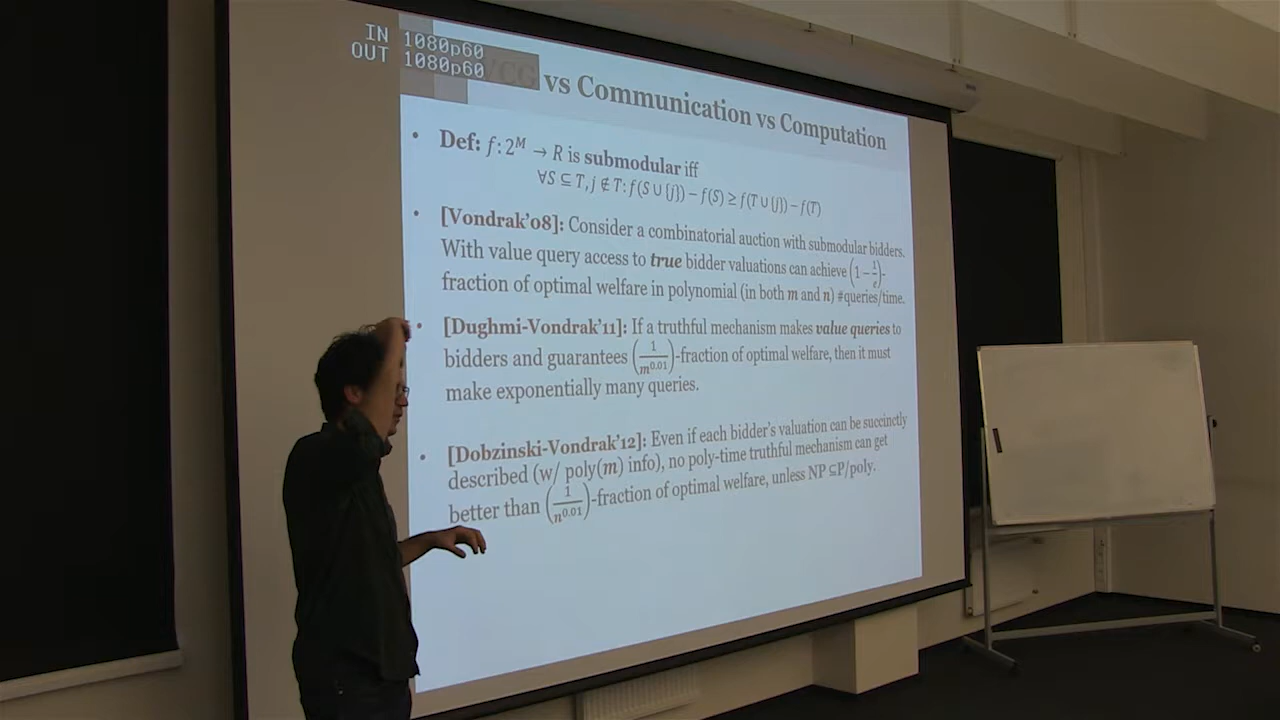 IN 1080p60
OUT 1080p60
VCG vs Communication vs Computation
• Def: f : 2^M → R is submodular iff
∀S ⊆ T, j ∉ T: f(S ∪ {j}) − f(S) ≥ f(T ∪ {j}) − f(T)
• [Vondrak'08]: Consider a combinatorial auction with submodular bidders.
With value query access to true bidder valuations can achieve (1 − 1/e)-
fraction of optimal welfare in polynomial (in both m and n) #queries/time.
• [Dughmi-Vondrak'11]: If a truthful mechanism makes value queries to
bidders and guarantees (1/m^0.01)-fraction of optimal welfare, then it must
make exponentially many queries.
• [Dobzinski-Vondrak'12]: Even if each bidder's valuation can be succinctly
described (w/ poly(m) info), no poly-time truthful mechanism can get
better than (1/n^0.01)-fraction of optimal welfare, unless NP ⊆P/poly.